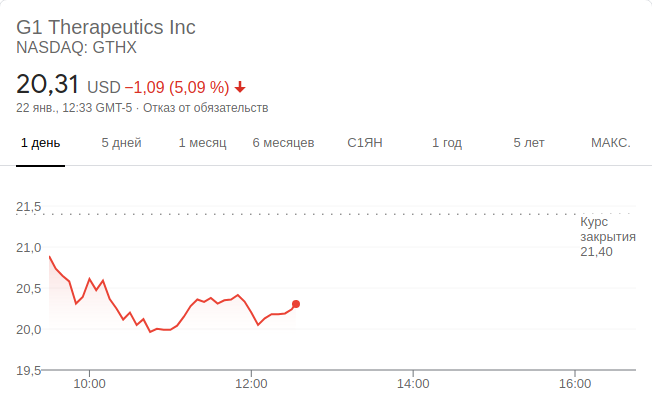 G1 Therapeutics Inc
NASDAQ: GTHX
20,31 USD −1,09 (5,09 %)
22 янв., 12:33 GMT-5 · Отказ от обязательств
1 день 5 дней 1 месяц 6 месяцев С1ЯН 1 год 5 лет МАКС.
21,5
Курс
закрытия
21,40
21,0
20,5
20,0
19,5
10:00 12:00 14:00 16:00